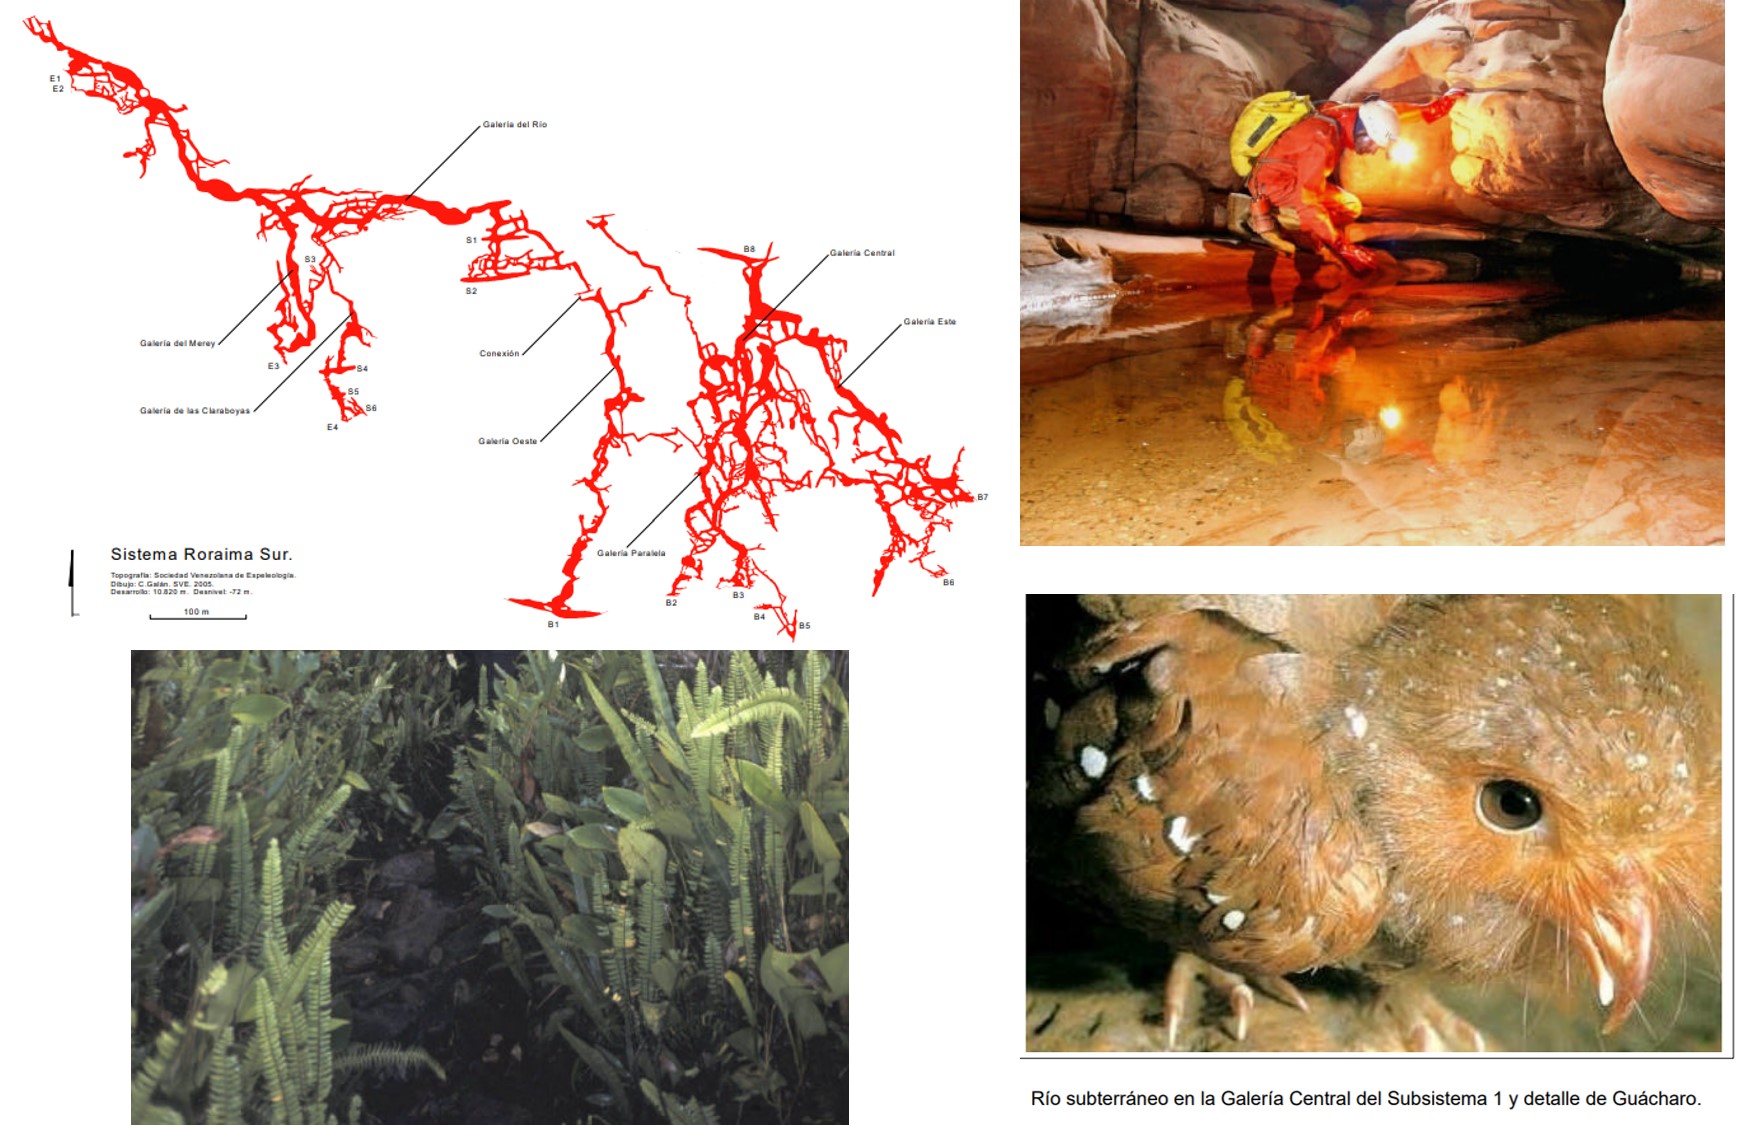 E1
E2
Galería del Río
S1
S2
S3
B8
Galería Central
Galería Este
Galería del Merey
Conexión
E3
S4
S5
S6
Galería de las Claraboyas
E4
Galería Oeste
B7
Galería Paralela
B6
B2
B3
B4
B5
B1
Sistema Roraima Sur.
Topografía: Sociedad Venezolana de Espeleología.
Dibujo: C.Galán. SVE. 2005.
Desarrollo: 10.820 m. Desnivel: -72 m.
100 m
Río subterráneo en la Galería Central del Subsistema 1 y detalle de Guácharo.